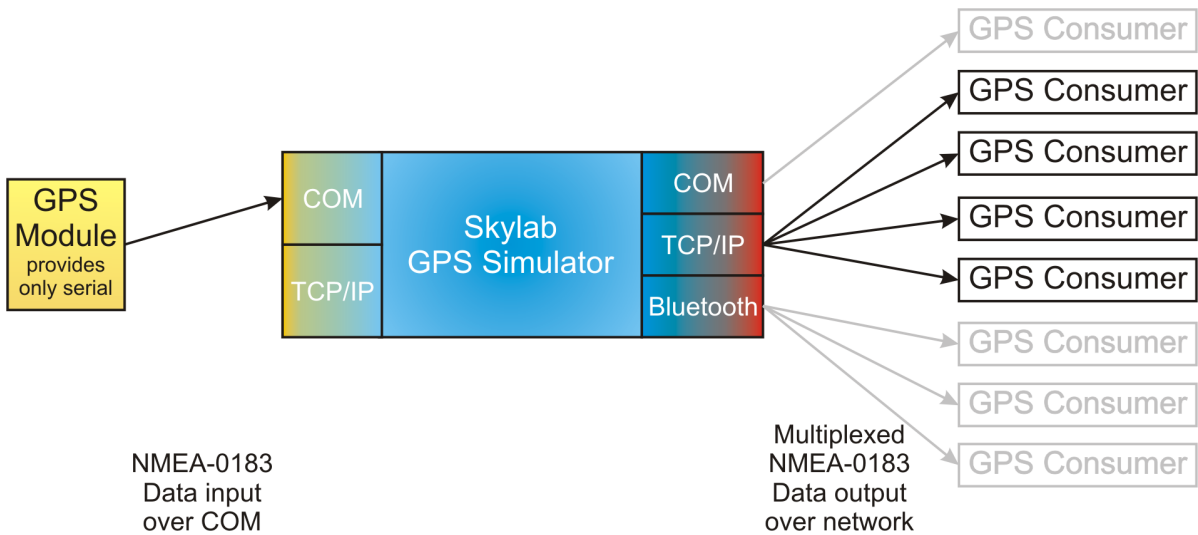 GPS
Module
provides
only serial
NMEA-0183
Data input
over COM
COM
TCP/IP
Skylab
GPS Simulator
COM
TCP/IP
Bluetooth
Multiplexed
NMEA-0183
Data output
over network
GPS Consumer
GPS Consumer
GPS Consumer
GPS Consumer
GPS Consumer
GPS Consumer
GPS Consumer
GPS Consumer